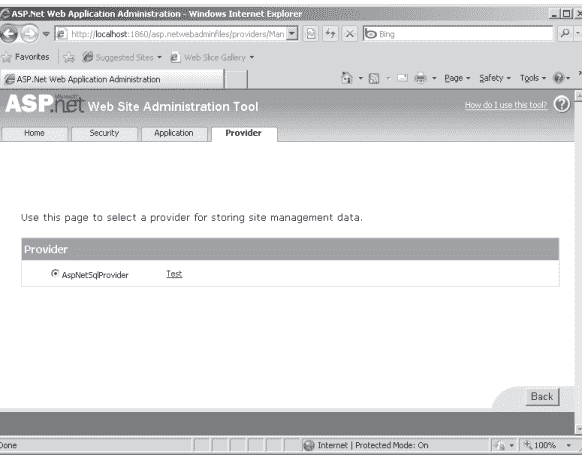 ASP.Net Web Application Administration - Windows Internet Explorer
http://localhost:1860/asp.netwebadminfiles/providers/Man
Bing
Favorites Suggested Sites Web Slice Gallery
ASP.Net Web Application Administration
Page Safety Tools
ASP.net Web Site Administration Tool
How do I use this tool? ?
Home Security Application Provider
Use this page to select a provider for storing site management data.
Provider
AspNetSqlProvider Test
Back
Done
Internet | Protected Mode: On
100%